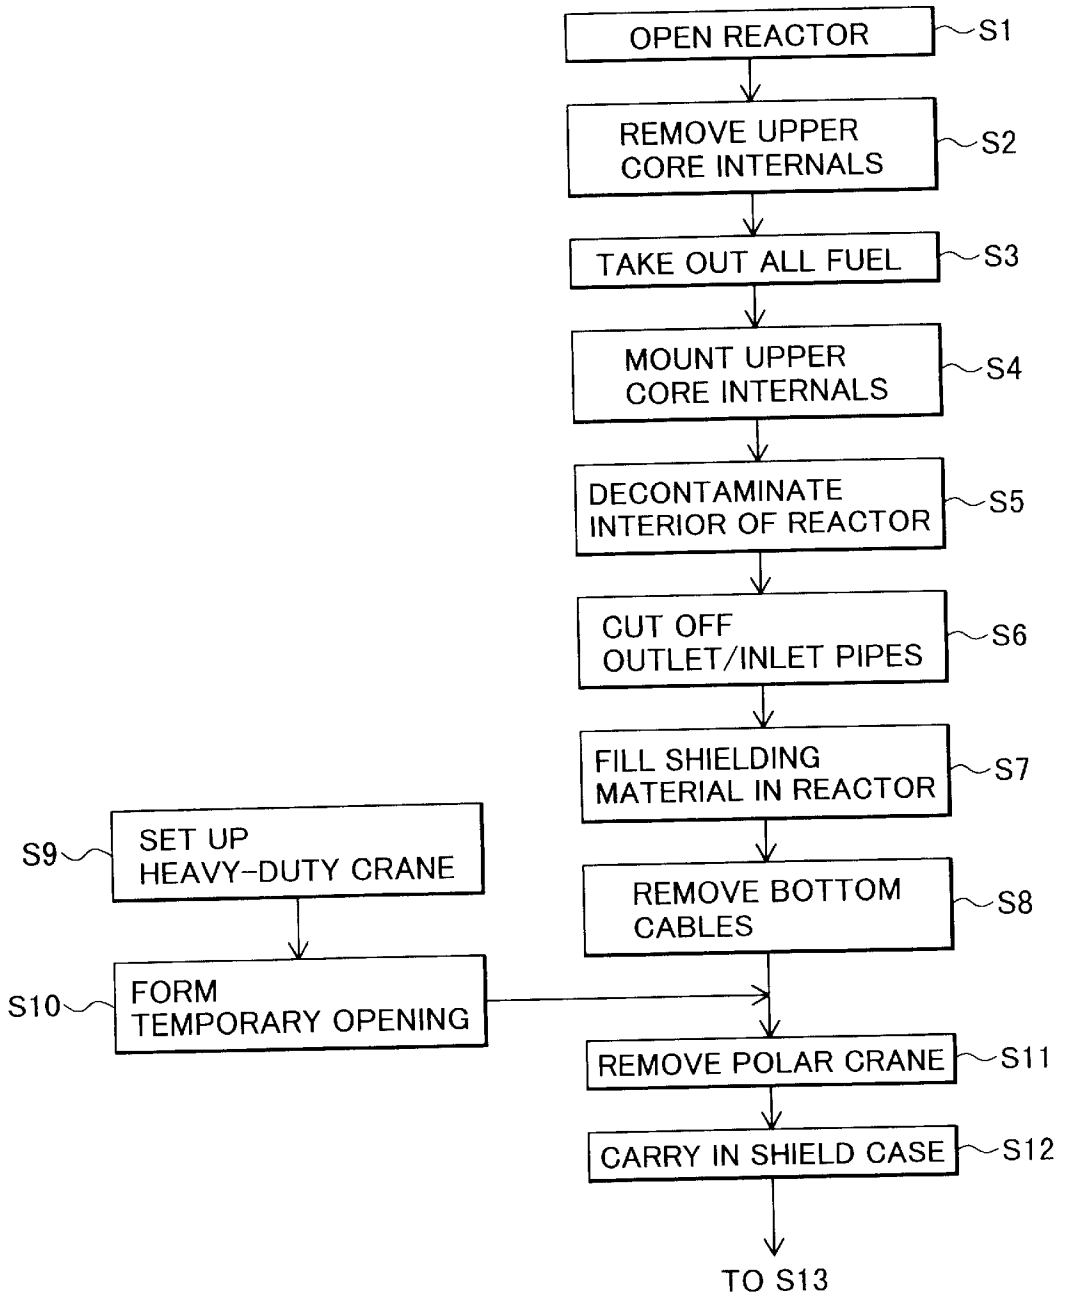 OPEN REACTOR
S1
REMOVE UPPER
CORE INTERNALS
S2
TAKE OUT ALL FUEL
S3
MOUNT UPPER
CORE INTERNALS
S4
DECONTAMINATE
INTERIOR OF REACTOR
S5
CUT OFF
OUTLET/INLET PIPES
S6
FILL SHIELDING
MATERIAL IN REACTOR
S7
REMOVE BOTTOM
CABLES
S8
S9
SET UP
HEAVY-DUTY CRANE
S10
FORM
TEMPORARY OPENING
REMOVE POLAR CRANE
S11
CARRY IN SHIELD CASE
S12
TO S13